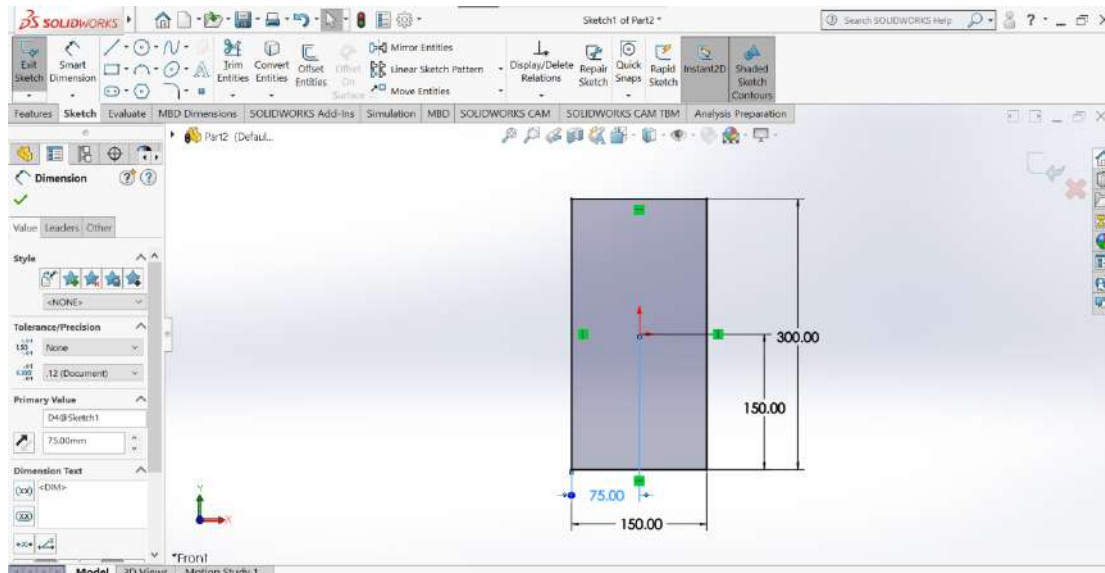 SOLIDWORKS
Sketch1 of Part2 *
Search SOLIDWORKS Help
Exit Sketch
Smart Dimension
Trim Entities
Convert Entities
Offset Entities
Offset On Surface
Mirror Entities
Linear Sketch Pattern
Move Entities
Display/Delete Relations
Repair Sketch
Quick Snaps
Rapid Sketch
Instant2D
Shaded Sketch Contours
Features Sketch Evaluate MBD Dimensions SOLIDWORKS Add-Ins Simulation MBD SOLIDWORKS CAM SOLIDWORKS CAM TBM Analysis Preparation
Part2 (Defaul...
Dimension
Value Leaders Other
Style
<NONE>
Tolerance/Precision
None
.12 (Document)
Primary Value
D4@Sketch1
75.00mm
Dimension Text
<DIM>
300.00
150.00
75.00
150.00
Y
X
*Front
Model 3D Views Motion Study 1